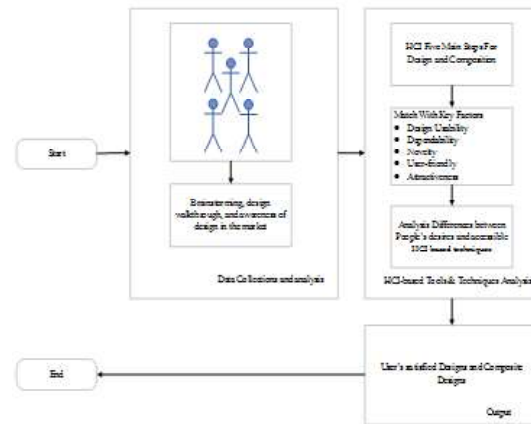 Start
Brainstorming, design
walkthrough, and awareness of
design in the market
Data Collections and analysis
HCI Five Main Steps For
Design and Composition
Match With Key Factors
● Design Usability
● Dependability
● Novelty
● User-friendly
● Attractiveness
Analysis Differences between
People's desires and accessible
HCI-based techniques
HCI-based Tools & Techniques Analysis
User's satisfied Designs and Composite
Designs
Output
End